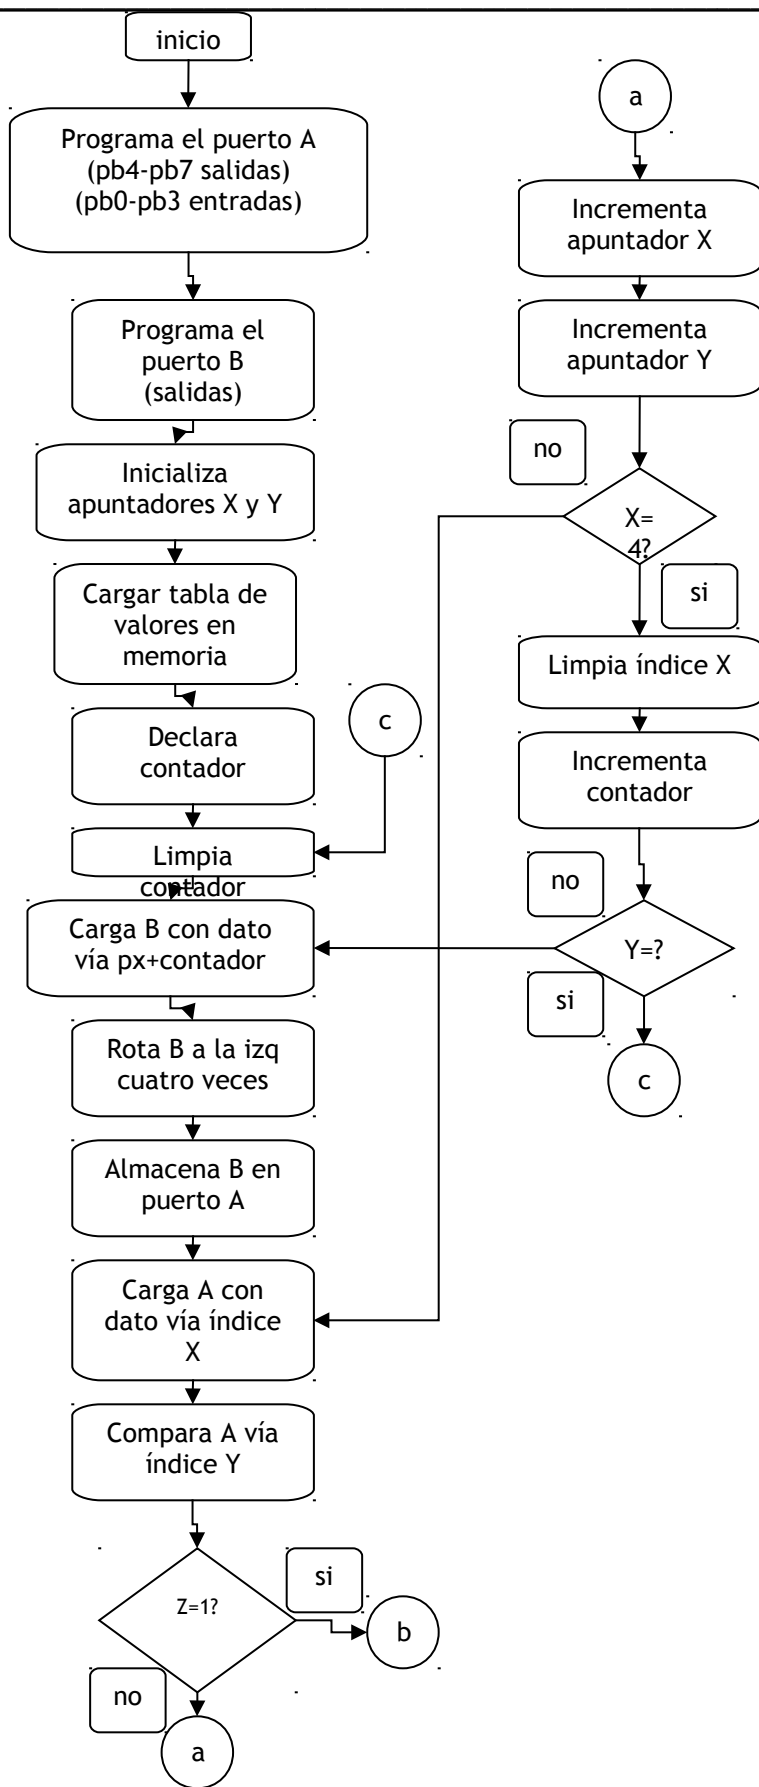 inicio
Programa el puerto A
(pb4-pb7 salidas)
(pb0-pb3 entradas)
Programa el
puerto B
(salidas)
Inicializa
apuntadores X y Y
Cargar tabla de
valores en
memoria
Declara
contador
c
Limpia
contador
Carga B con dato
vía px+contador
Rota B a la izq
cuatro veces
Almacena B en
puerto A
Carga A con
dato vía índice
X
Compara A vía
índice Y
Z=1?
si
b
no
a
a
Incrementa
apuntador X
Incrementa
apuntador Y
no
X=
4?
si
Limpia índice X
Incrementa
contador
no
Y=?
si
c